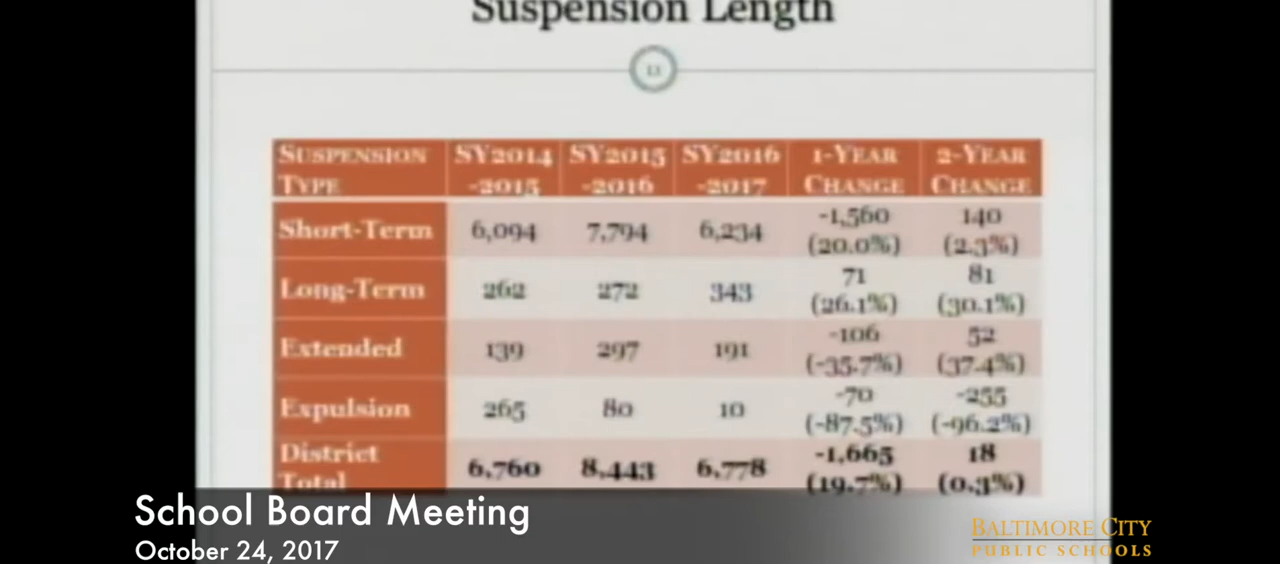 Suspension Length
SUSPENSION TYPE SY2014-2015 SY2015-2016 SY2016-2017 1-YEAR CHANGE 2-YEAR CHANGE
Short-Term 6,094 7,794 6,234 -1,560 (20.0%) 140 (2.3%)
Long-Term 262 272 343 71 (26.1%) 81 (30.1%)
Extended 139 297 191 -106 (-35.7%) 52 (37.4%)
Expulsion 265 80 10 -70 (-87.5%) -255 (-96.2%)
District Total 6,760 8,443 6,778 -1,665 (19.7%) 18 (0.3%)
School Board Meeting
October 24, 2017
BALTIMORE CITY
PUBLIC SCHOOLS